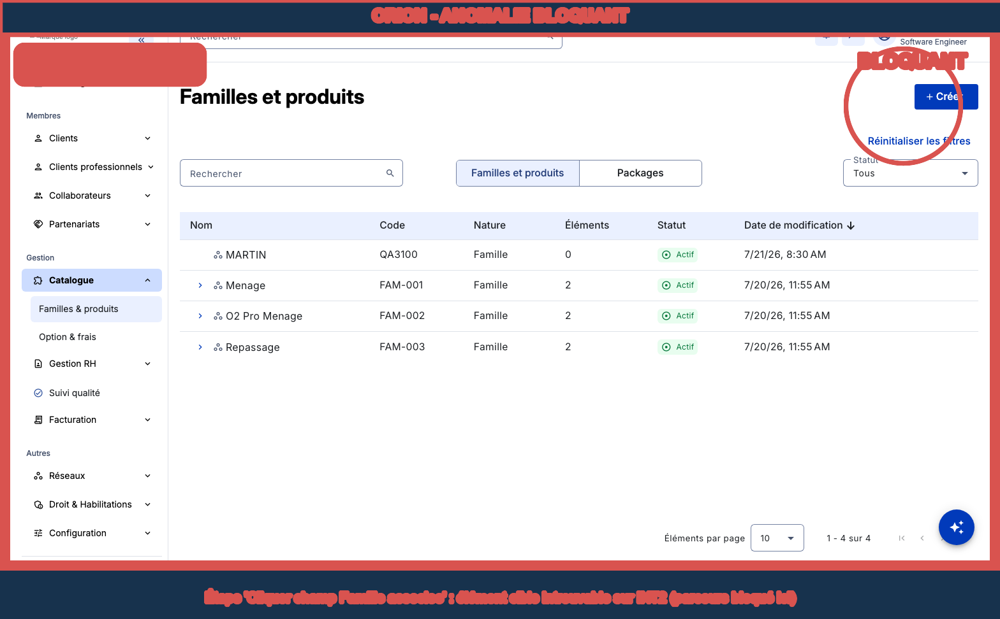 ORION - ANOMALIE BLOQUANT
Marque logo
Rechercher
Software Engineer
BLOQUANT
Familles et produits
+ Créer
Membres
Clients
Clients professionnels
Collaborateurs
Partenariats
Gestion
Catalogue
Familles & produits
Option & frais
Gestion RH
Suivi qualité
Facturation
Autres
Réseaux
Droit & Habilitations
Configuration
Réinitialiser les filtres
Rechercher
Familles et produits
Packages
Statut
Tous
Nom Code Nature Éléments Statut Date de modification
MARTIN QA3100 Famille 0 Actif 7/21/26, 8:30 AM
Menage FAM-001 Famille 2 Actif 7/20/26, 11:55 AM
O2 Pro Menage FAM-002 Famille 2 Actif 7/20/26, 11:55 AM
Repassage FAM-003 Famille 2 Actif 7/20/26, 11:55 AM
Éléments par page 10 1 - 4 sur 4
Étape 'Cliquer champ Famille associee' : élément cible introuvable sur (parcours bloqué ici)